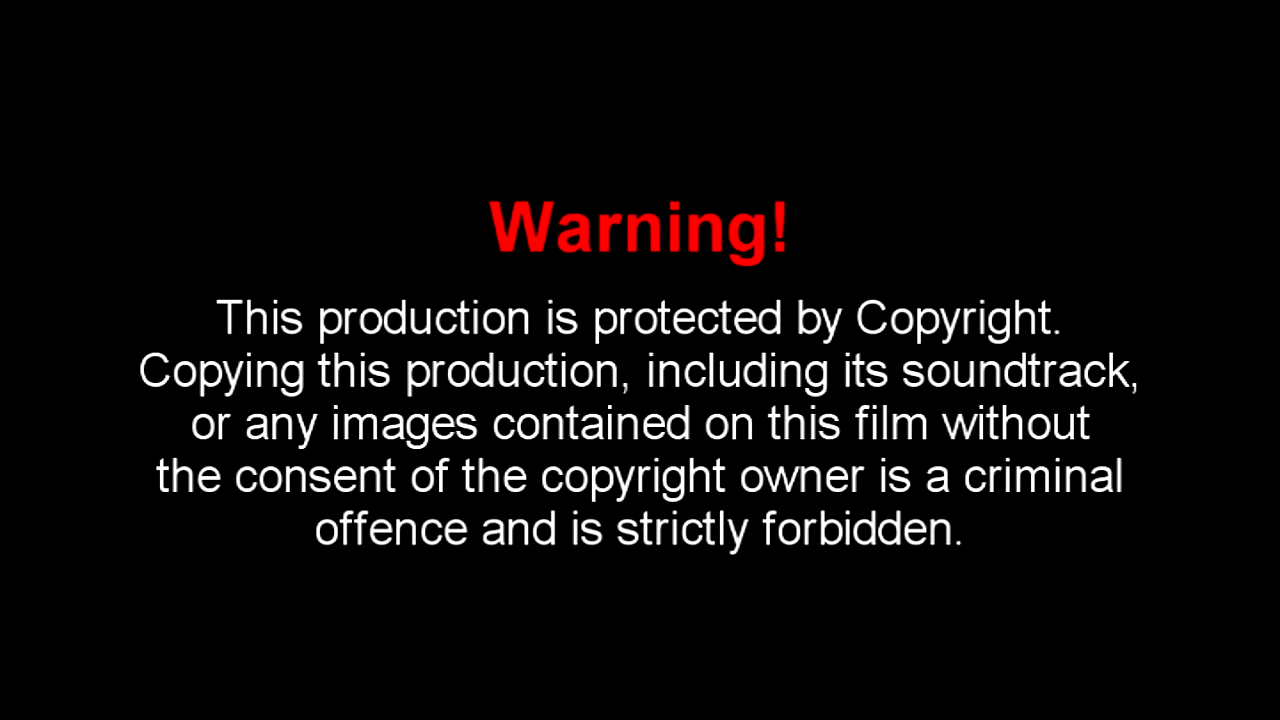 Warning!
This production is protected by Copyright.
Copying this production, including its soundtrack,
or any images contained on this film without
the consent of the copyright owner is a criminal
offence and is strictly forbidden.